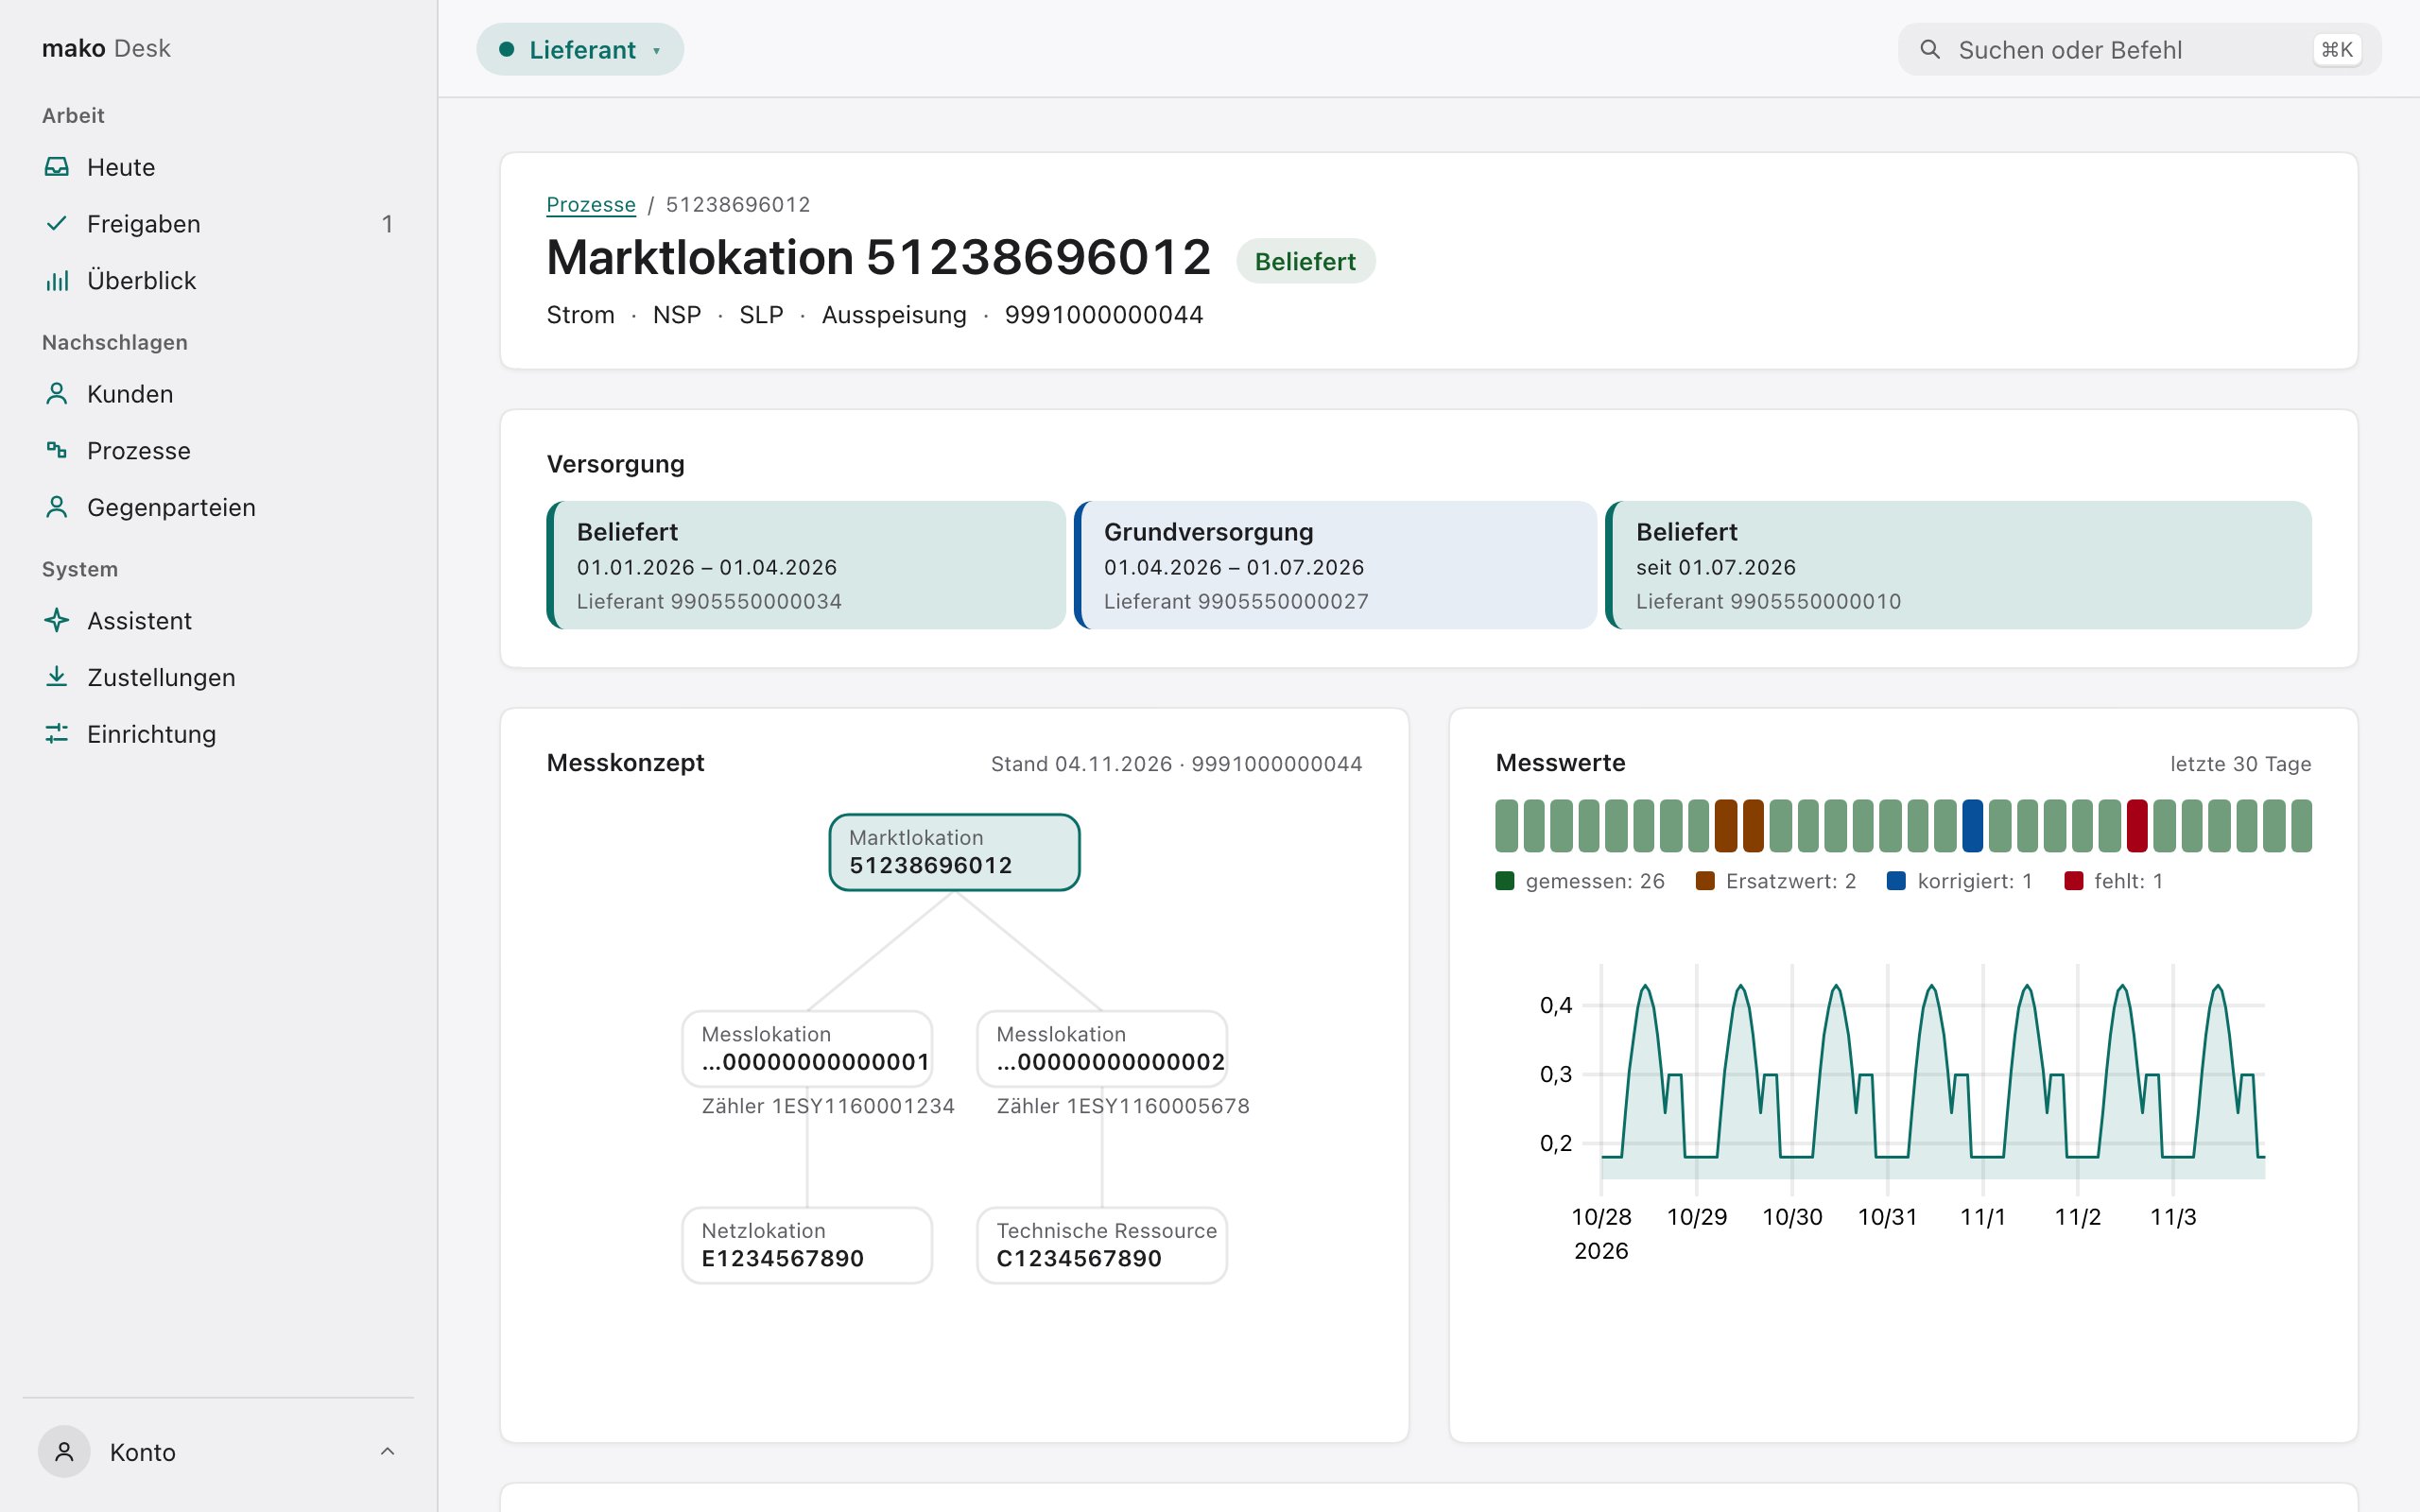 mako Desk
Arbeit
Heute
Freigaben 1
Überblick
Nachschlagen
Kunden
Prozesse
Gegenparteien
System
Assistent
Zustellungen
Einrichtung
Konto
Lieferant
Suchen oder Befehl ⌘K
Prozesse / 51238696012
Marktlokation 51238696012 Beliefert
Strom · NSP · SLP · Ausspeisung · 9991000000044
Versorgung
Beliefert
01.01.2026 – 01.04.2026
Lieferant 9905550000034
Grundversorgung
01.04.2026 – 01.07.2026
Lieferant 9905550000027
Beliefert
seit 01.07.2026
Lieferant 9905550000010
Messkonzept Stand 04.11.2026 · 9991000000044
Marktlokation
51238696012
Messlokation
…00000000000001
Zähler 1ESY1160001234
Messlokation
…00000000000002
Zähler 1ESY1160005678
Netzlokation
E1234567890
Technische Ressource
C1234567890
Messwerte letzte 30 Tage
gemessen: 26 Ersatzwert: 2 korrigiert: 1 fehlt: 1
0,4
0,3
0,2
10/28 10/29 10/30 10/31 11/1 11/2 11/3
2026